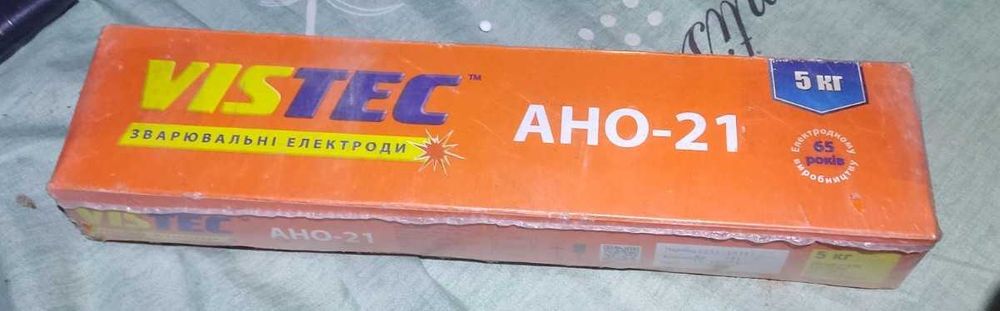 VISTEC™
ЗВАРЮВАЛЬНІ ЕЛЕКТРОДИ
АНО-21
5 КГ
Електродному
65
років
виробництву
VISTEC
АНО-21
5 КГ